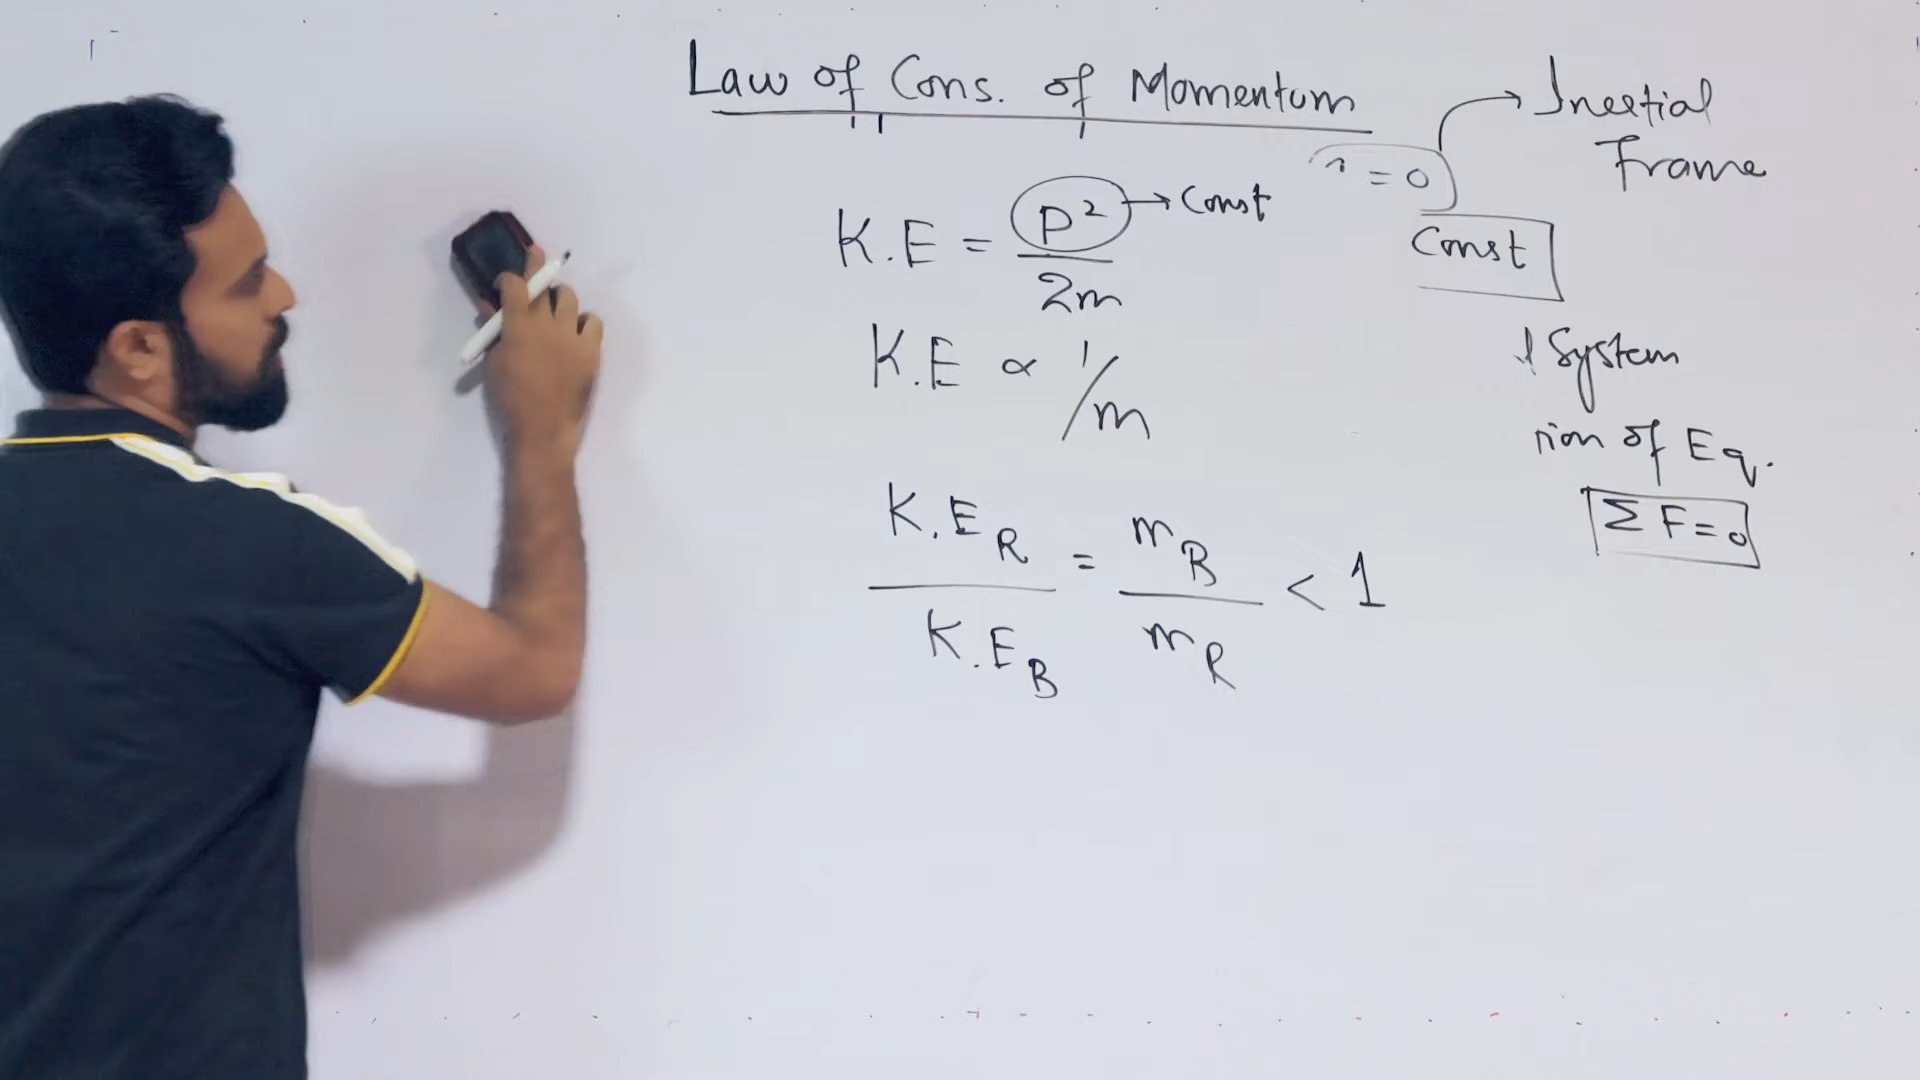 Law of Cons. of Momentum
Inertial
Frame
= 0
Const
K.E = P² / 2m → Const
K.E ∝ 1/m
System
of Eq.
Σ F = 0
K.E_R / K.E_B = m_B / m_R < 1